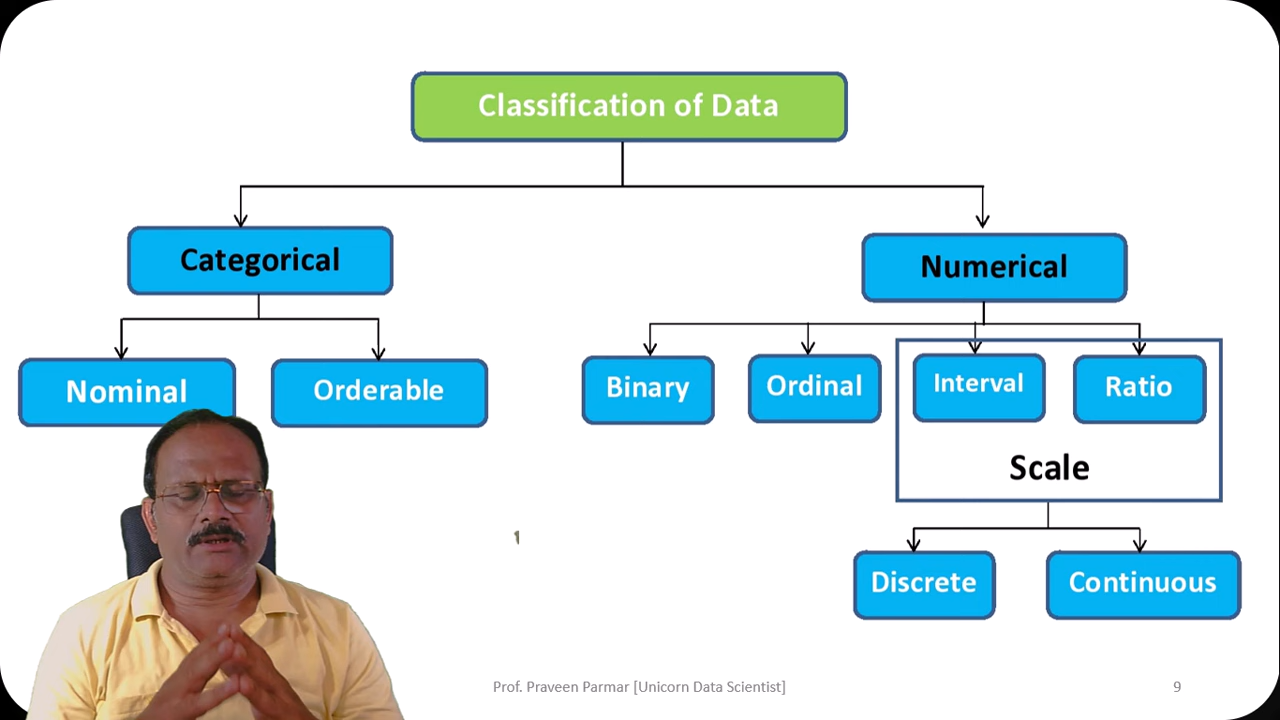 Classification of Data
Categorical
Numerical
Nominal
Orderable
Binary
Ordinal
Interval
Ratio
Scale
Discrete
Continuous
Prof. Praveen Parmar [Unicorn Data Scientist]
9